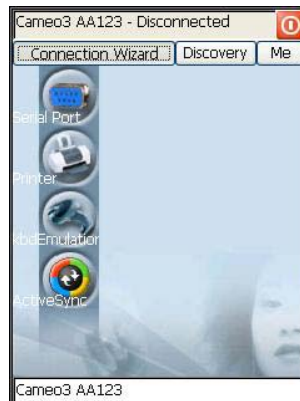 Cameo3 AA123 - Disconnected
Connection Wizard Discovery Me
Serial Port
Printer
kbdEmulation
ActiveSync
Cameo3 AA123